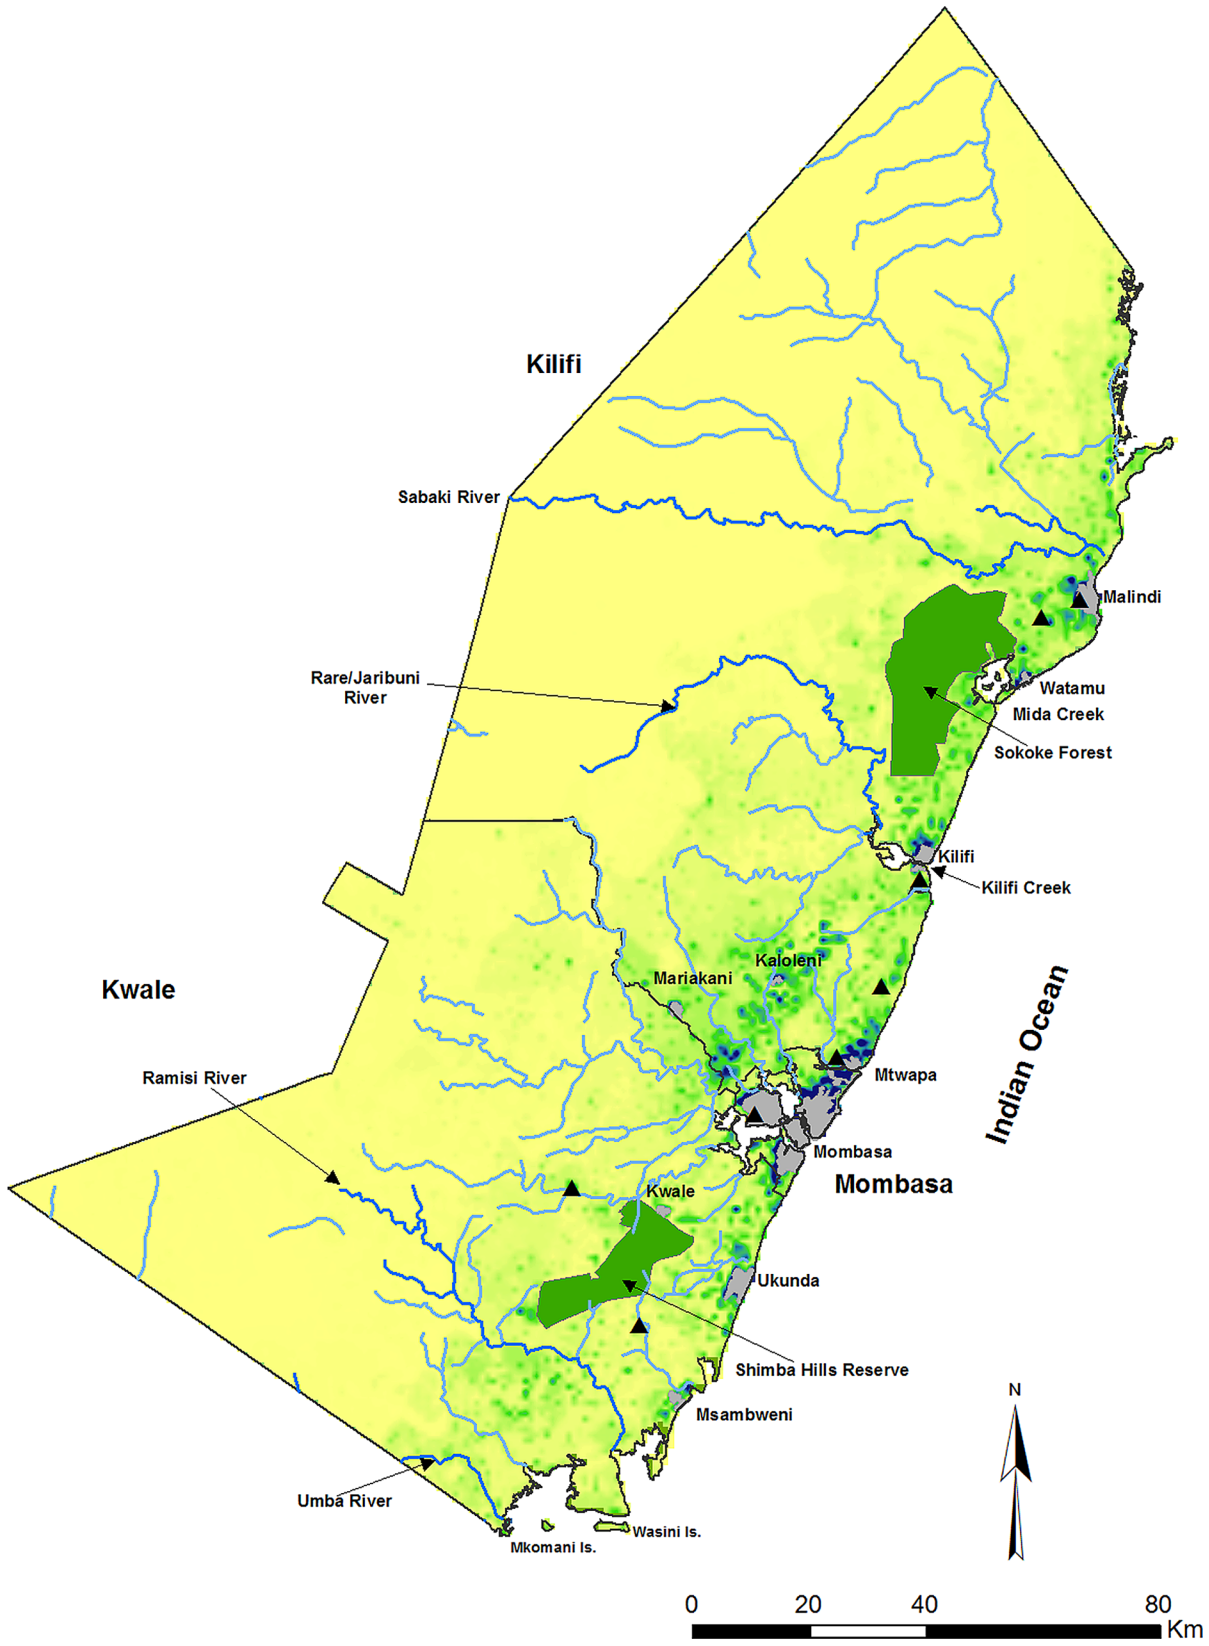 Kilifi
Sabaki River
Malindi
Rare/Jaribuni
River
Watamu
Mida Creek
Sokoke Forest
Kilifi
Kilifi Creek
Kaloleni
Mariakani
Kwale
Indian Ocean
Ramisi River
Mtwapa
Mombasa
Mombasa
Kwale
Ukunda
Shimba Hills Reserve
Msambweni
N
Umba River
Wasini Is.
Mkomani Is.
0 20 40 80
Km